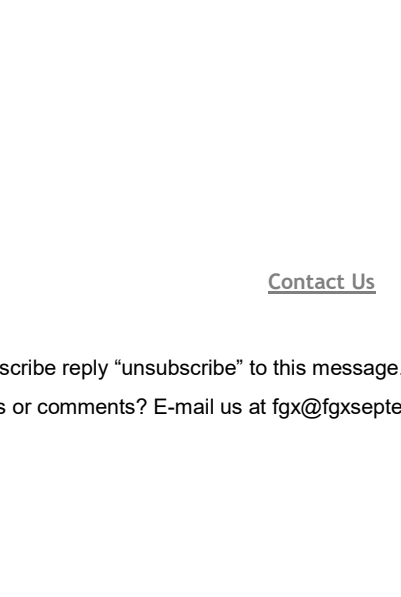 Contact Us
scribe reply “unsubscribe” to this message.
s or comments? E-mail us at fgx@fgxsepte